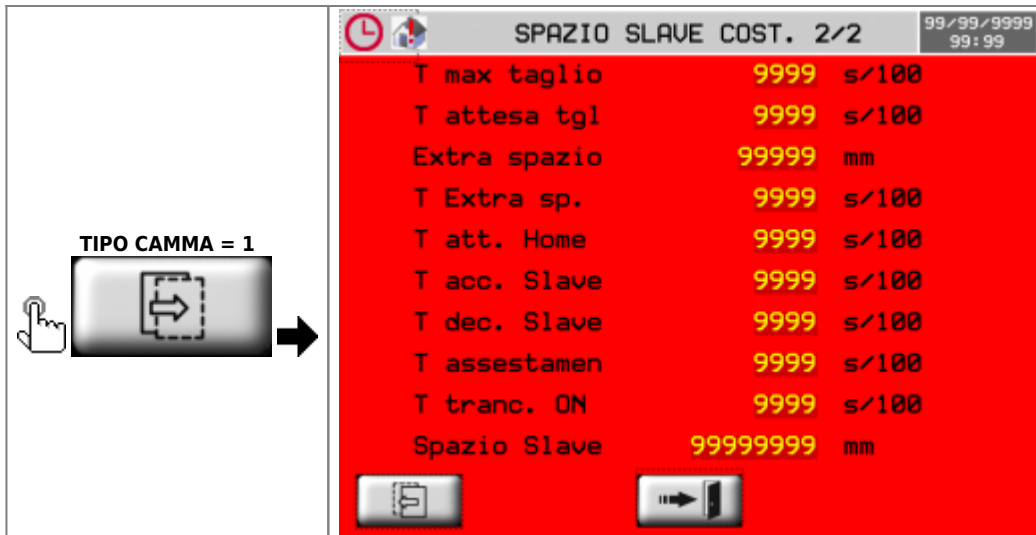 TIPO CAMMA = 1
SPAZIO SLAVE COST. 2/2
99/99/9999
99:99
T max taglio 9999 s/100
T attesa tgl 9999 s/100
Extra spazio 99999 mm
T Extra sp. 9999 s/100
T att. Home 9999 s/100
T acc. Slave 9999 s/100
T dec. Slave 9999 s/100
T assestamen 9999 s/100
T tranc. ON 9999 s/100
Spazio Slave 99999999 mm